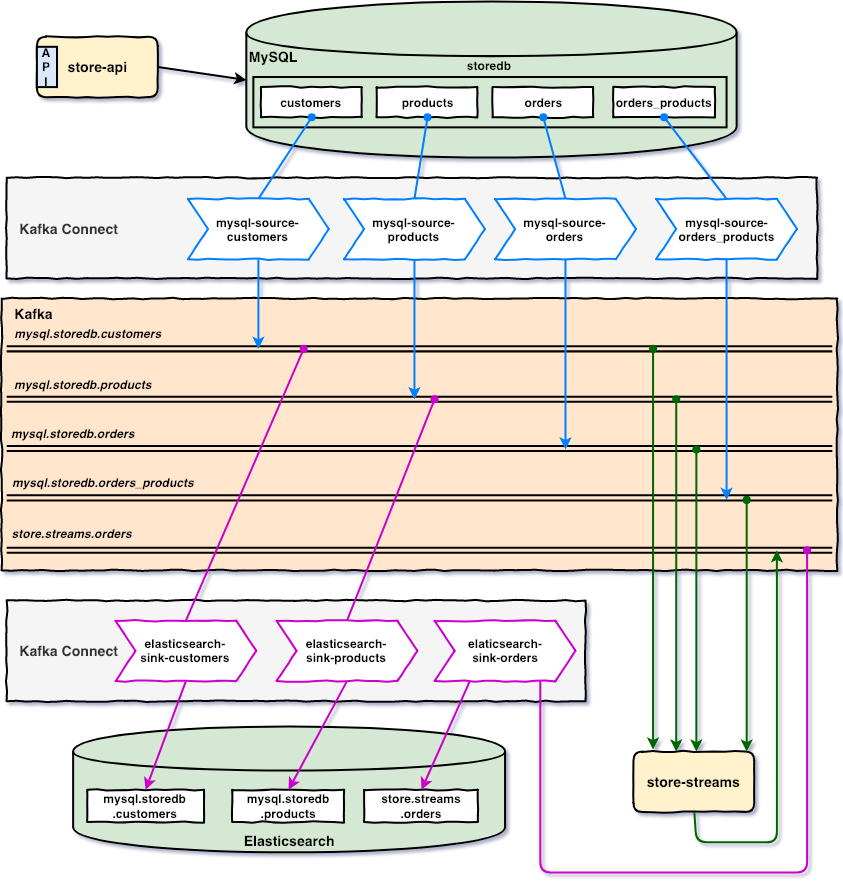 A
P
I
store-api
MySQL
storedb
customers
products
orders
orders_products
Kafka Connect
mysql-source-
customers
mysql-source-
products
mysql-source-
orders
mysql-source-
orders_products
Kafka
mysql.storedb.customers
mysql.storedb.products
mysql.storedb.orders
mysql.storedb.orders_products
store.streams.orders
Kafka Connect
elasticsearch-
sink-customers
elasticsearch-
sink-products
elaticsearch-
sink-orders
mysql.storedb
.customers
mysql.storedb
.products
store.streams
.orders
Elasticsearch
store-streams